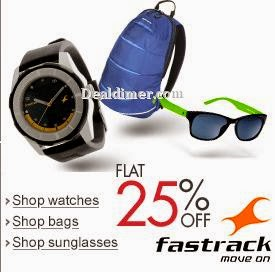 Dealdimer.com
FLAT
25% OFF
> Shop watches
> Shop bags
> Shop sunglasses
fastrack
move on